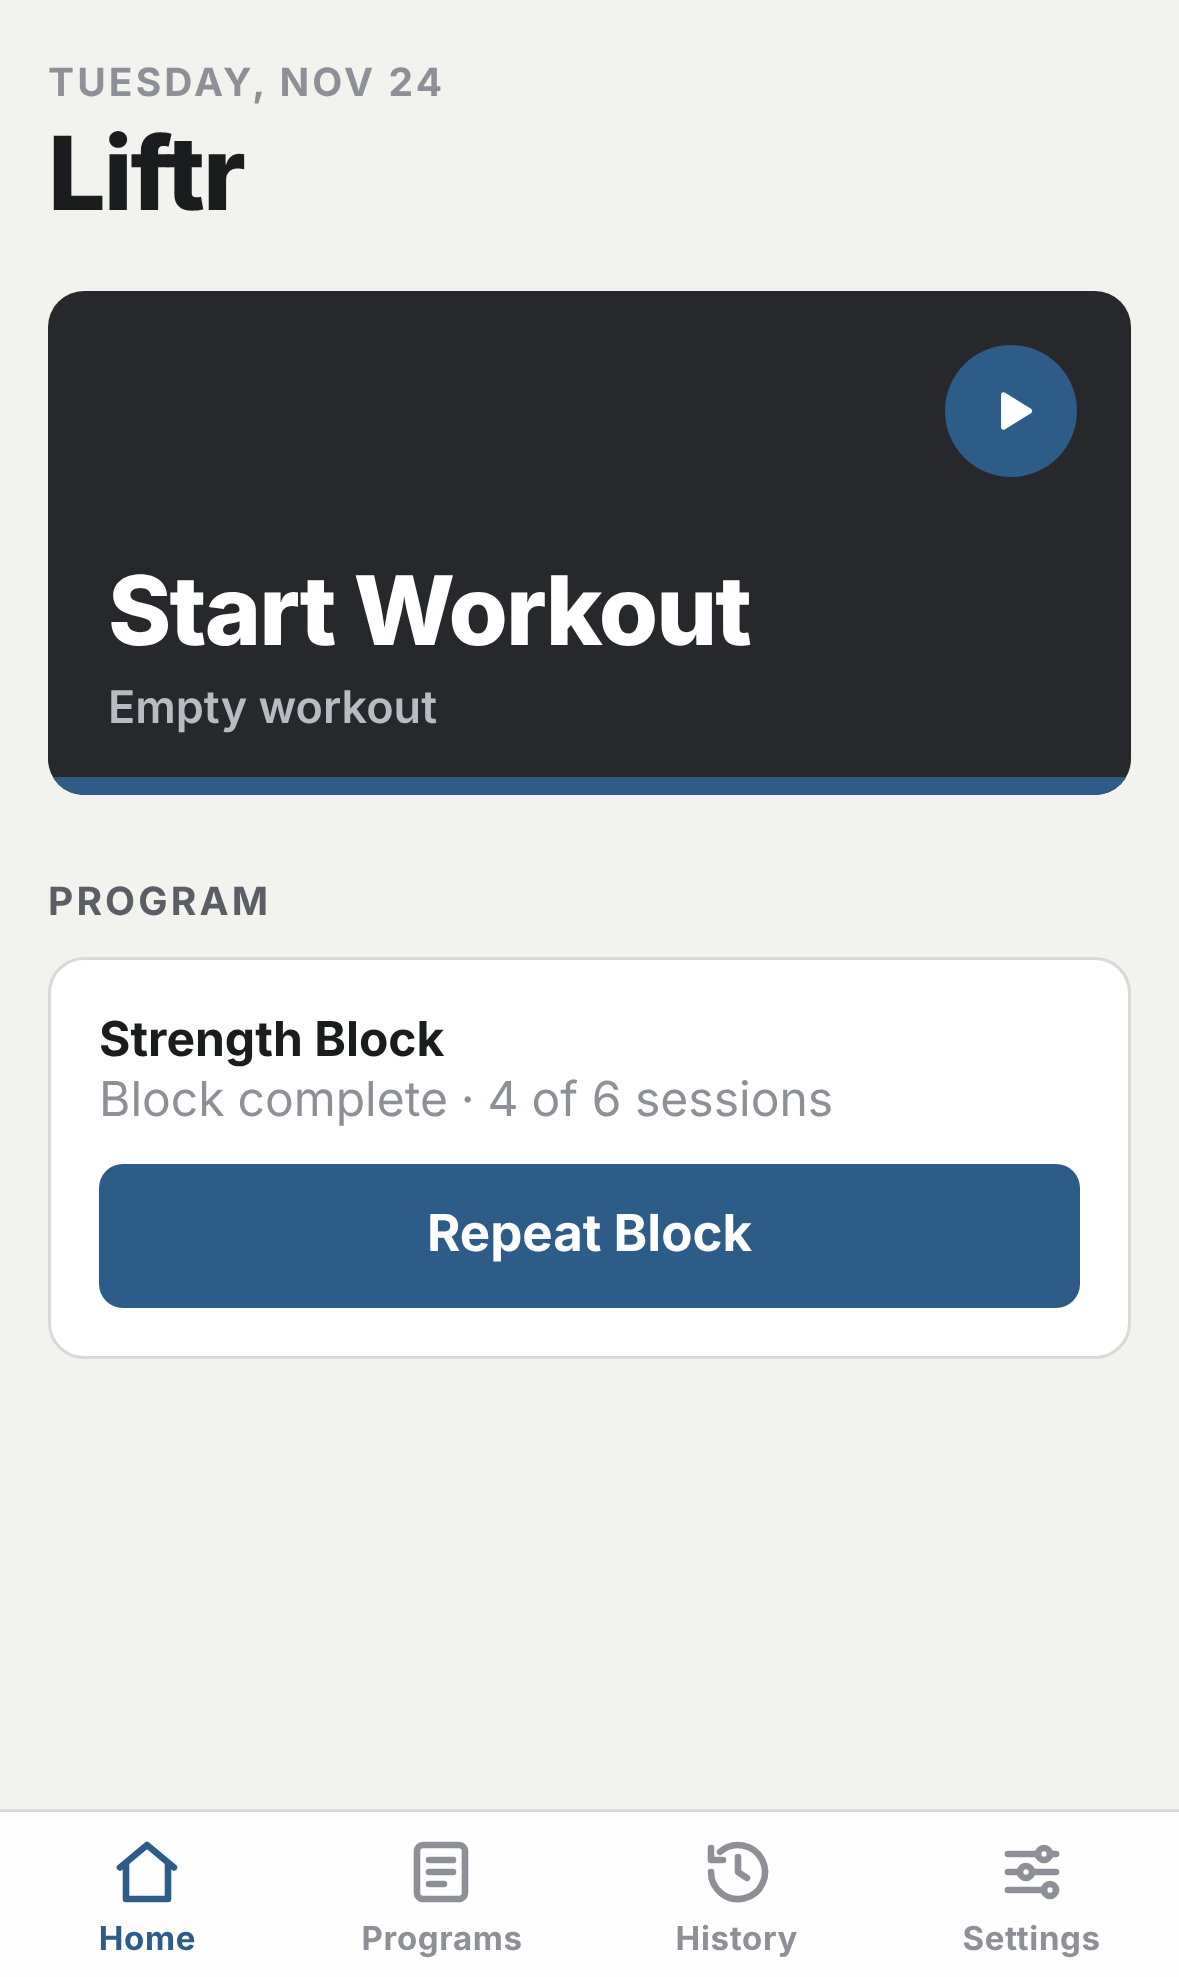 TUESDAY, NOV 24
Liftr
Start Workout
Empty workout
PROGRAM
Strength Block
Block complete · 4 of 6 sessions
Repeat Block
Home
Programs
History
Settings